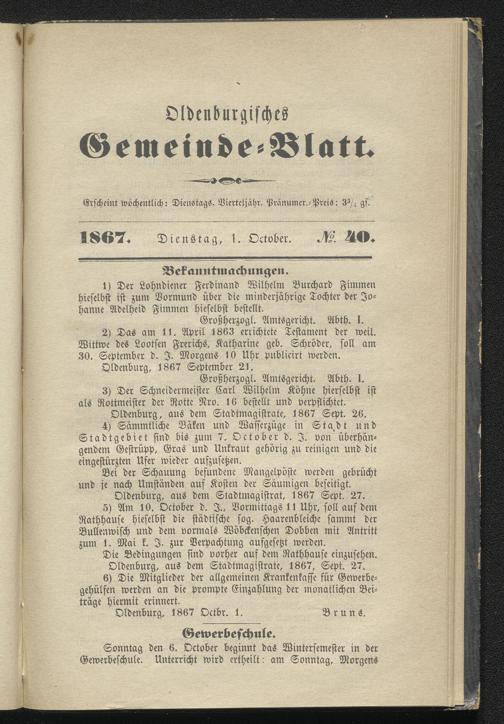 Oldenburgisches
Gemeinde-Blatt.
Erscheint wöchentlich: Dienstags. Vierteljähr. Pränumer.-Preis: 3¾ gr.
1867. Dienstag, 1. October. № 40.
Bekanntmachungen.
1) Der Lohndiener Ferdinand Wilhelm Burchard Fimmen
hieselbst ist zum Vormund über die minderjährige Tochter der Jo-
hanne Adelheid Fimmen hieselbst bestellt.
Großherzogl. Amtsgericht. Abth. I.
2) Das am 11. April 1863 errichtete Testament der weil.
Wittwe des Lootsen Frerichs, Katharine geb. Schröder, soll am
30. September d. J. Morgens 10 Uhr publicirt werden.
Oldenburg, 1867 September 21.
Großherzogl. Amtsgericht. Abth. I.
3) Der Schneidermeister Carl Wilhelm Köhne hierselbst ist
als Rottmeister der Rotte Nro. 16 bestellt und verpflichtet.
Oldenburg, aus dem Stadtmagistrate, 1867 Sept. 26.
4) Sämmtliche Bäken und Wasserzüge in Stadt und
Stadtgebiet sind bis zum 7. October d. J. von überhän-
gendem Gestrüpp, Gras und Unkraut gehörig zu reinigen und die
eingestürzten Ufer wieder aufzusetzen.
Bei der Schauung befundene Mangelpöste werden gebrücht
und je nach Umständen auf Kosten der Säumigen beseitigt.
Oldenburg, aus dem Stadtmagistrat, 1867 Sept. 27.
5) Am 10. October d. J., Vormittags 11 Uhr, soll auf dem
Rathhause hieselbst die städtische sog. Haarenbleiche sammt der
Bullenwisch und dem vormals Wöbckenschen Dobben mit Antritt
zum 1. Mai k. J. zur Verpachtung ausgesetzt werden.
Die Bedingungen sind vorher auf dem Rathhause einzusehen.
Oldenburg, aus dem Stadtmagistrate, 1867, Sept. 27.
6) Die Mitglieder der allgemeinen Krankenkasse für Gewerbe-
gehülfen werden an die prompte Einzahlung der monatlichen Bei-
träge hiermit erinnert.
Oldenburg, 1867 Octbr. 1. Bruns.
Gewerbeschule.
Sonntag den 6. October beginnt das Wintersemester in der
Gewerbeschule. Unterricht wird ertheilt: am Sonntag, Morgens